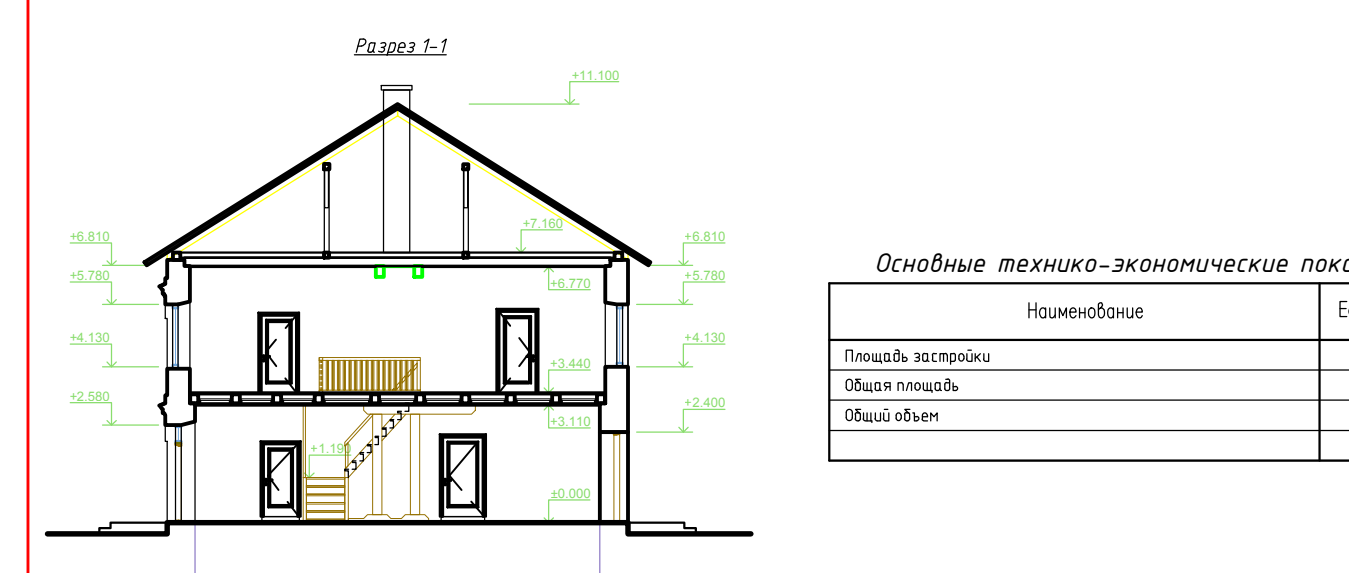 Разрез 1-1
+11.100
+7.160
+6.810
+6.810
+5.780
+6.770
+5.780
+4.130
+3.440
+4.130
+2.580
+3.110
+2.400
+1.190
±0.000
Основные технико-экономические пока
Наименование
Е
Площадь застройки
Общая площадь
Общий объем